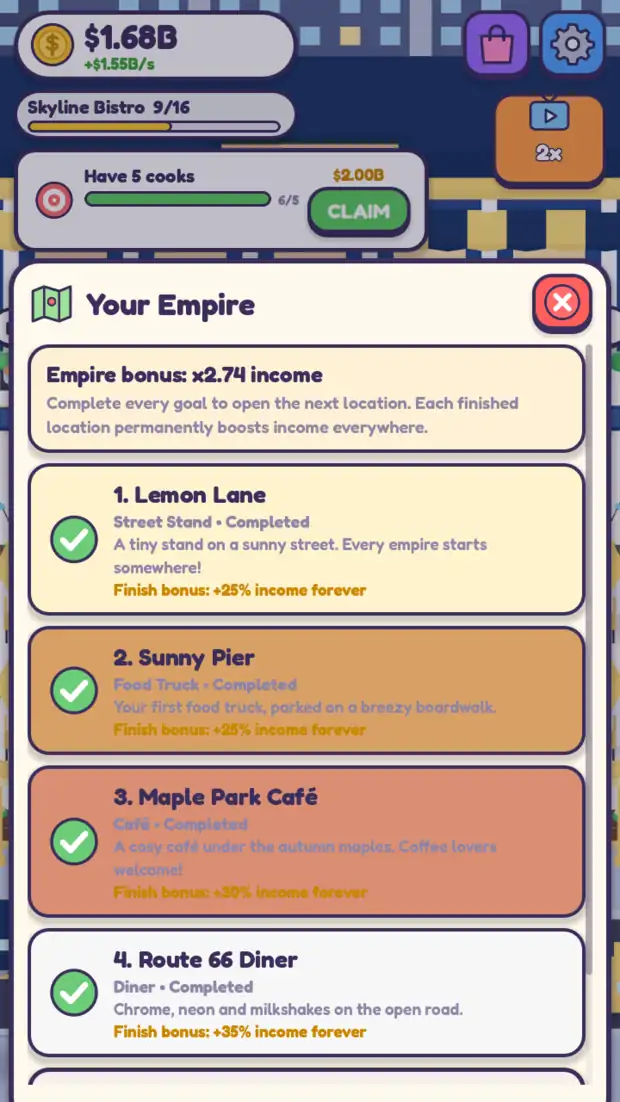 $1.68B
+$1.55B/s
Skyline Bistro 9/16
2x
Have 5 cooks
$2.00B
6/5
CLAIM
Your Empire
Empire bonus: x2.74 income
Complete every goal to open the next location. Each finished
location permanently boosts income everywhere.
1. Lemon Lane
Street Stand • Completed
A tiny stand on a sunny street. Every empire starts
somewhere!
Finish bonus: +25% income forever
2. Sunny Pier
Food Truck • Completed
Your first food truck, parked on a breezy boardwalk.
Finish bonus: +25% income forever
3. Maple Park Café
Café • Completed
A cosy café under the autumn maples. Coffee lovers
welcome!
Finish bonus: +30% income forever
4. Route 66 Diner
Diner • Completed
Chrome, neon and milkshakes on the open road.
Finish bonus: +35% income forever